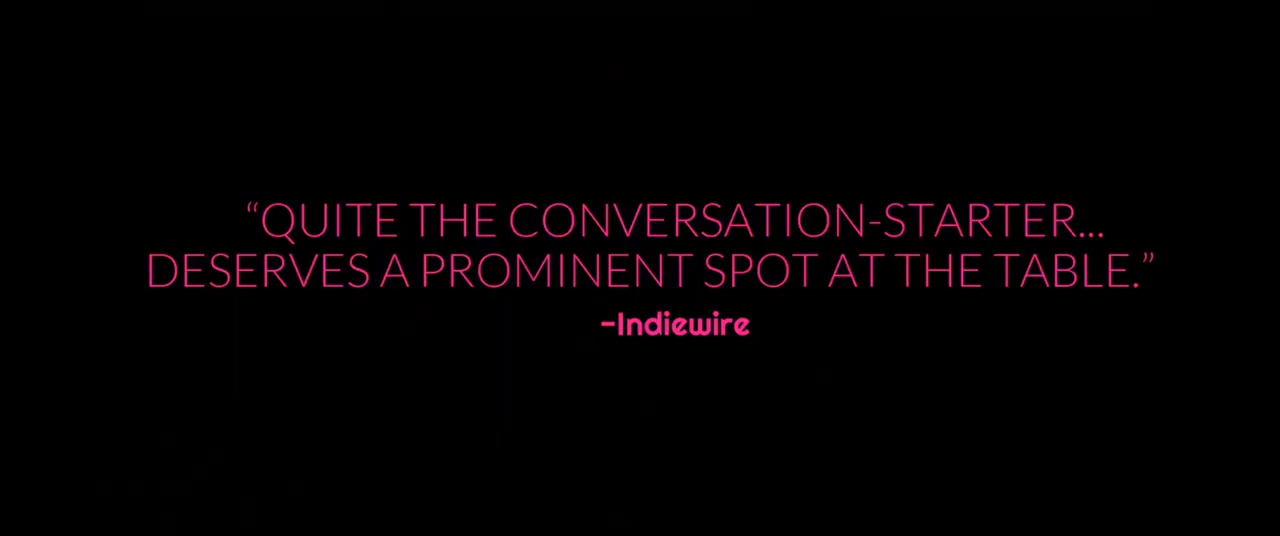 “QUITE THE CONVERSATION-STARTER...
DESERVES A PROMINENT SPOT AT THE TABLE.”
-Indiewire